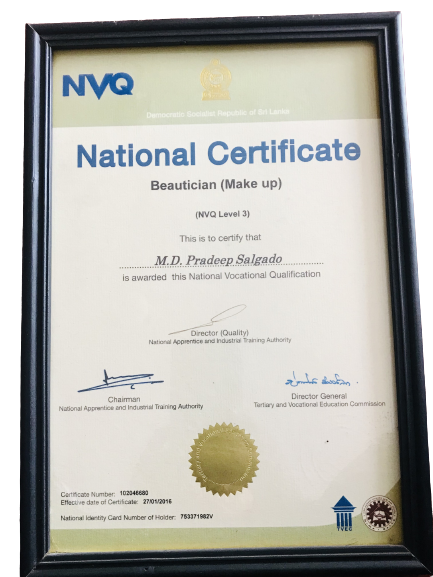 NVQ
Democratic Socialist Republic of Sri Lanka
National Certificate
Beautician (Make up)
(NVQ Level 3)
This is to certify that
M.D. Pradeep Salgado
is awarded this National Vocational Qualification
Director (Quality)
National Apprentice and Industrial Training Authority
Chairman
National Apprentice and Industrial Training Authority
Director General
Tertiary and Vocational Education Commission
Certificate Number: 102046680
Effective date of Certificate: 27/01/2016
National Identity Card Number of Holder: 753371982V
TVEC